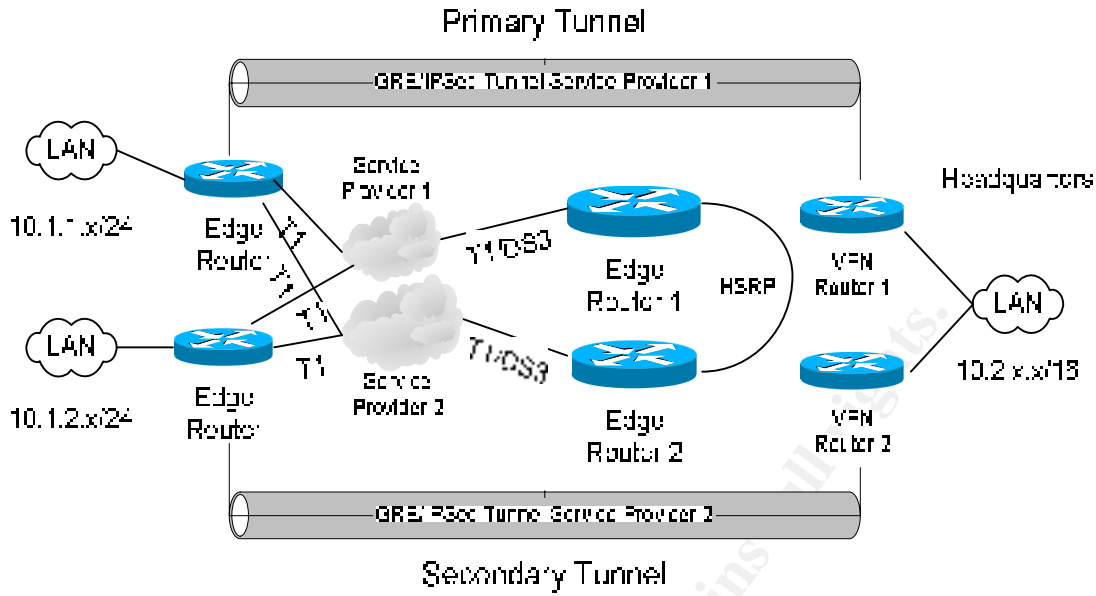 Primary Tunnel
GRE/IPSec Tunnel Service Provider 1
LAN
10.1.1.x/24
Edge
Router
Service
Provider 1
T1
T1
T1
T1
T1/DS3
Edge
Router 1
HSRP
VPN
Router 1
Headquarters
LAN
10.2.x.x/16
LAN
10.1.2.x/24
Edge
Router
Service
Provider 2
T1/DS3
Edge
Router 2
VPN
Router 2
GRE/IPSec Tunnel Service Provider 2
Secondary Tunnel
ins full rights.